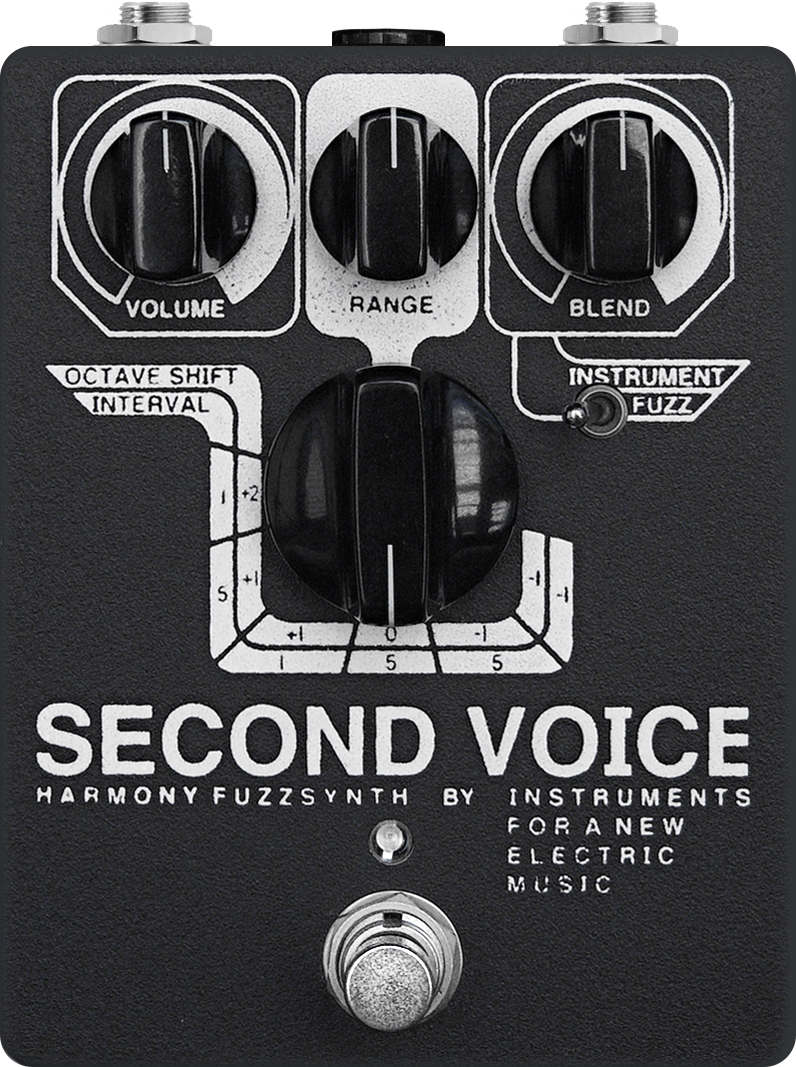 VOLUME
RANGE
BLEND
OCTAVE SHIFT
INTERVAL
INSTRUMENT
FUZZ
1 +2
5 +1
+1 0 -1
1 5 5
-1 -1
SECOND VOICE
HARMONY FUZZSYNTH BY INSTRUMENTS
FOR A NEW
ELECTRIC
MUSIC